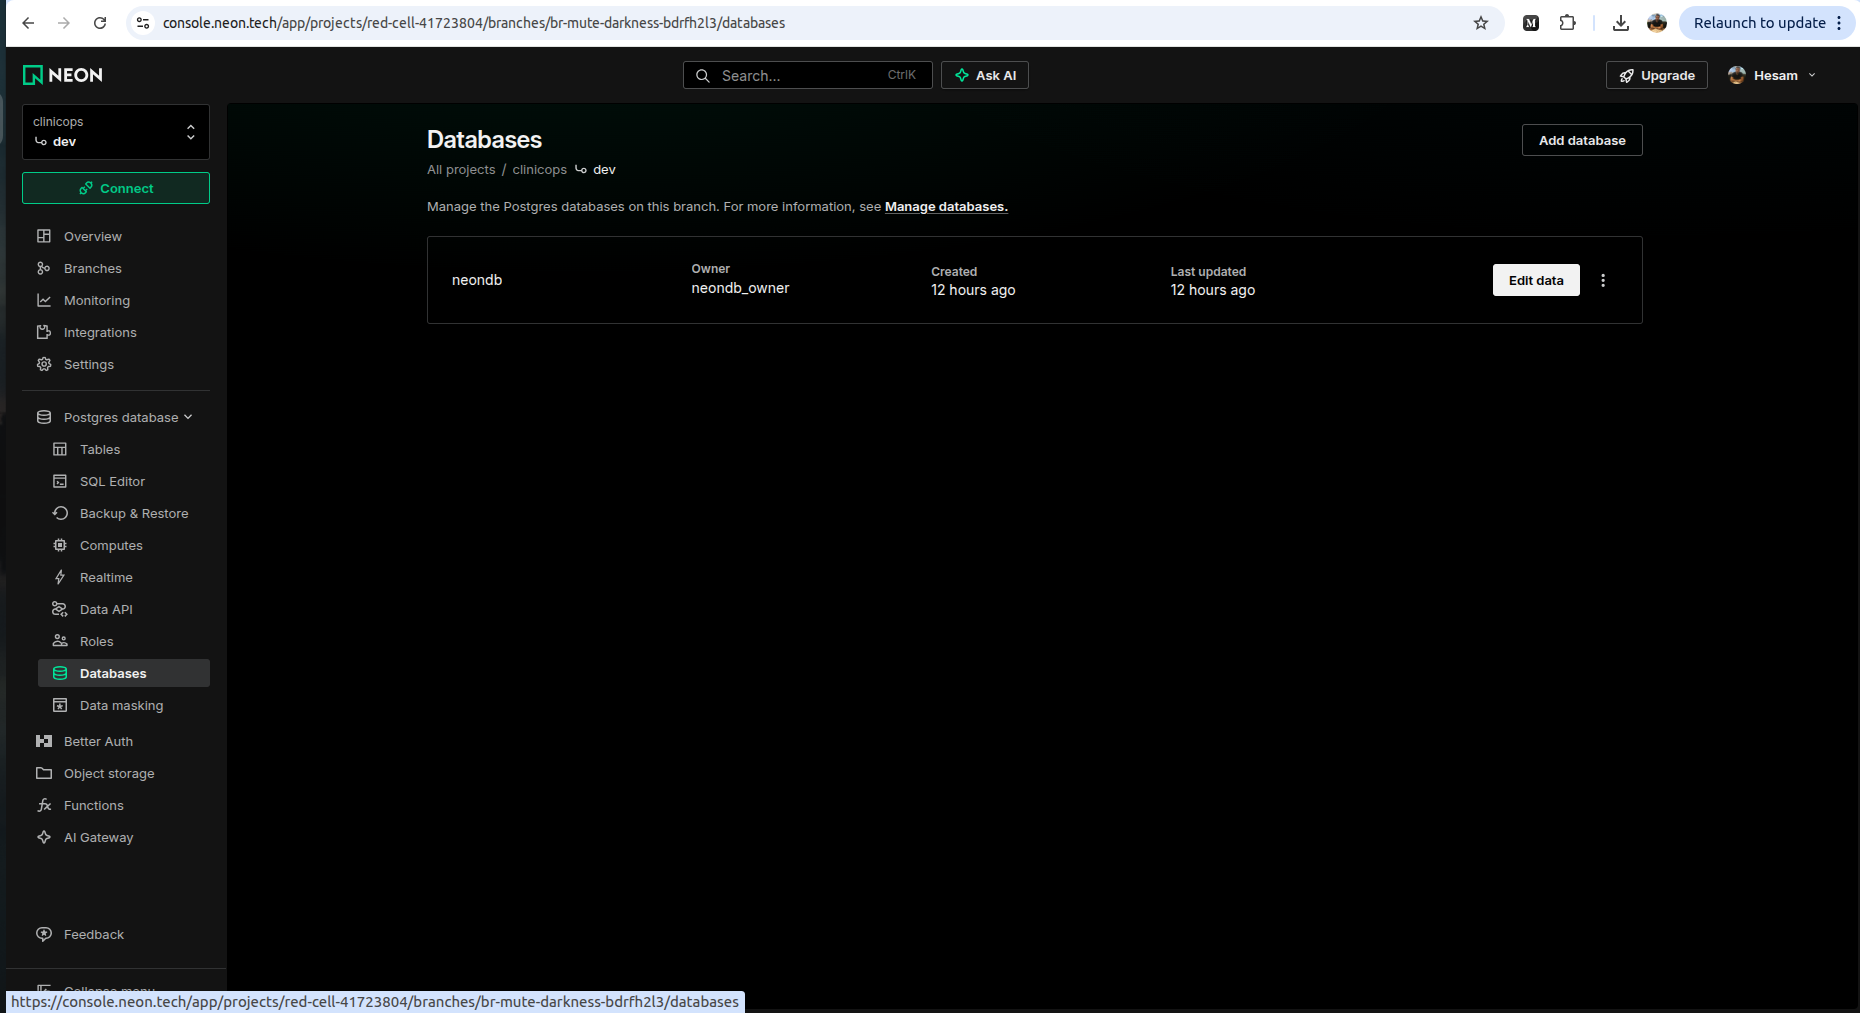 console.neon.tech/app/projects/red-cell-41723804/branches/br-mute-darkness-bdrfh2l3/databases
M
Relaunch to update
NEON
Search...
CtrlK
Ask AI
Upgrade
Hesam
clinicops
dev
Connect
Overview
Branches
Monitoring
Integrations
Settings
Postgres database
Tables
SQL Editor
Backup & Restore
Computes
Realtime
Data API
Roles
Databases
Data masking
Better Auth
Object storage
Functions
AI Gateway
Feedback
Collapse menu
Databases
Add database
All projects / clinicops dev
Manage the Postgres databases on this branch. For more information, see Manage databases.
neondb
Owner
neondb_owner
Created
12 hours ago
Last updated
12 hours ago
Edit data
https://console.neon.tech/app/projects/red-cell-41723804/branches/br-mute-darkness-bdrfh2l3/databases